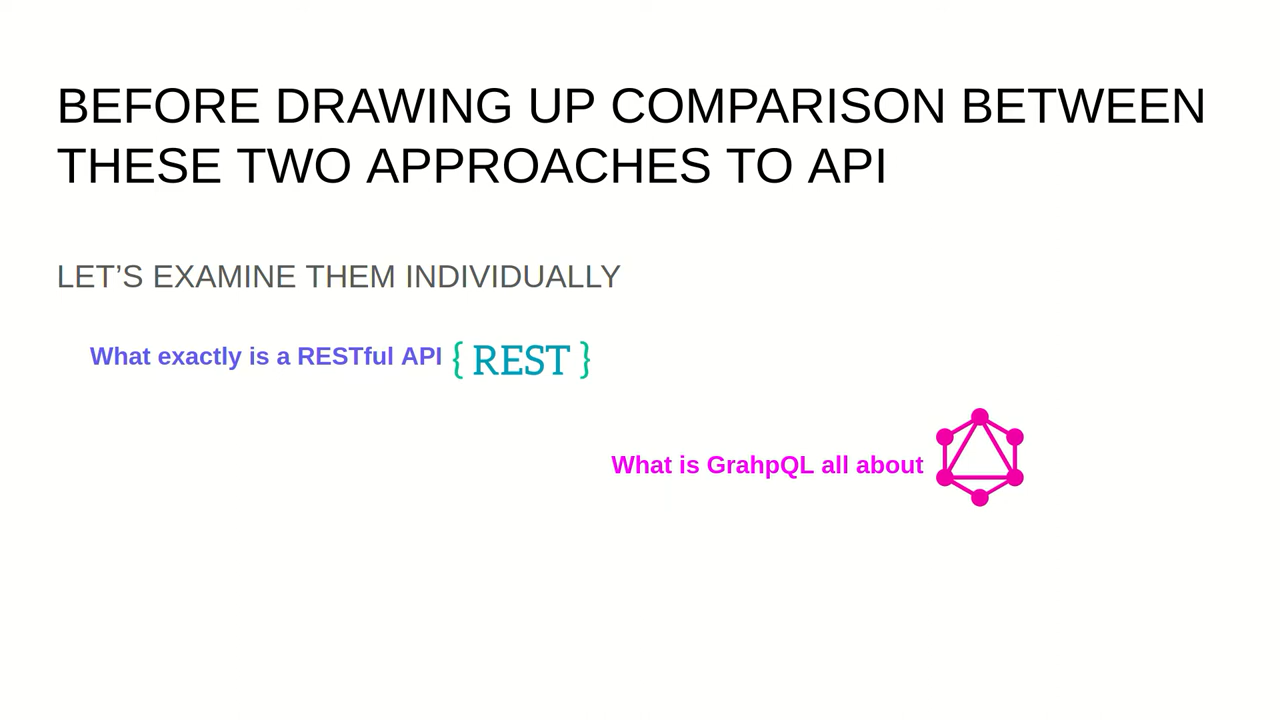 BEFORE DRAWING UP COMPARISON BETWEEN
THESE TWO APPROACHES TO API
LET’S EXAMINE THEM INDIVIDUALLY
What exactly is a RESTful API { REST }
What is GrahpQL all about